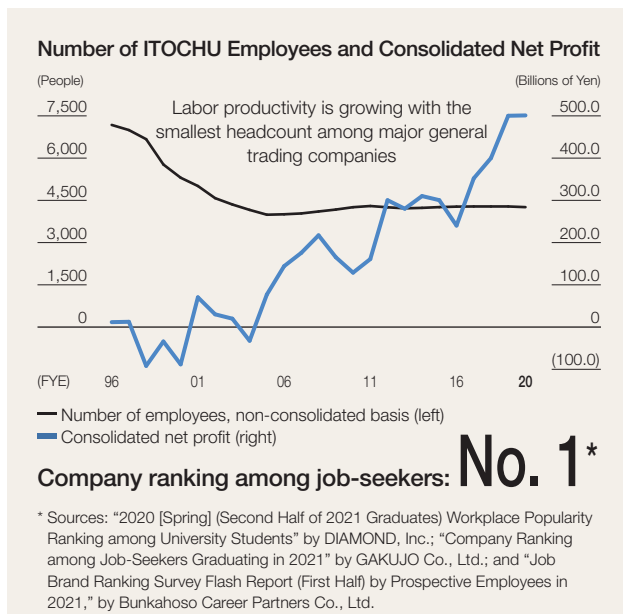 Number of ITOCHU Employees and Consolidated Net Profit
(People) (Billions of Yen)
Labor productivity is growing with the
smallest headcount among major general
trading companies
7,500 500.0
6,000 400.0
4,500 300.0
3,000 200.0
1,500 100.0
0 0
(100.0)
(FYE) 96 01 06 11 16 20
Number of employees, non-consolidated basis (left)
Consolidated net profit (right)
Company ranking among job-seekers: No. 1*
* Sources: “2020 [Spring] (Second Half of 2021 Graduates) Workplace Popularity
Ranking among University Students” by DIAMOND, Inc.; “Company Ranking
among Job-Seekers Graduating in 2021” by GAKUJO Co., Ltd.; and “Job
Brand Ranking Survey Flash Report (First Half) by Prospective Employees in
2021,” by Bunkahoso Career Partners Co., Ltd.